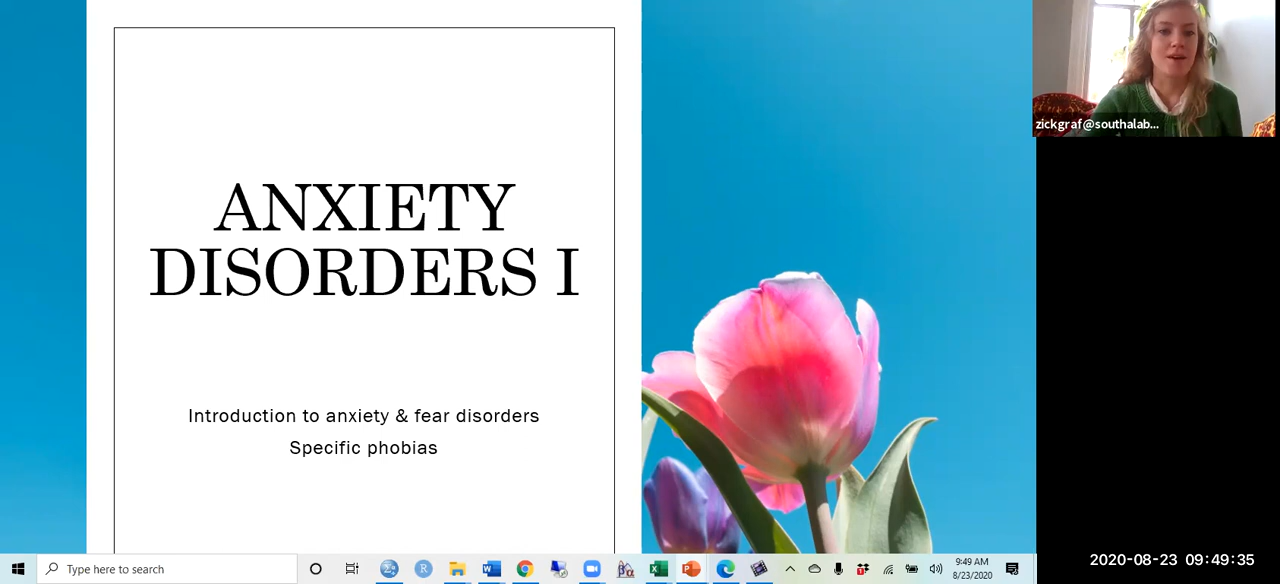 ANXIETY
DISORDERS I
Introduction to anxiety & fear disorders
Specific phobias
zickgraf@southalab...
Type here to search
9:49 AM
8/23/2020
2020-08-23 09:49:35